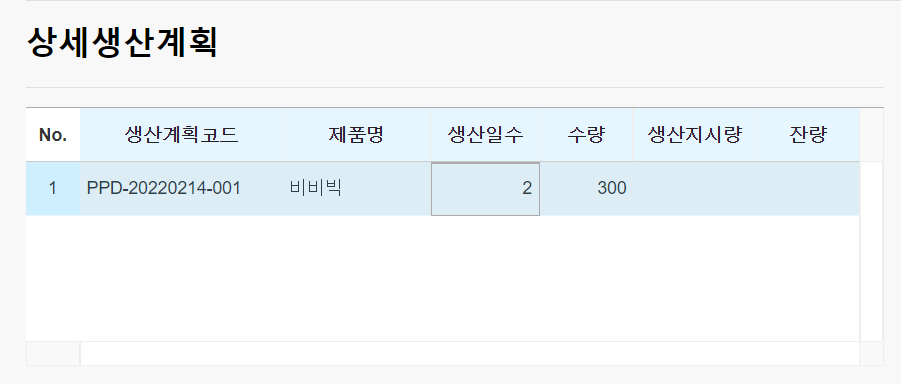 상세생산계획
No. 생산계획코드 제품명 생산일수 수량 생산지시량 잔량
1 PPD-20220214-001 비비빅 2 300